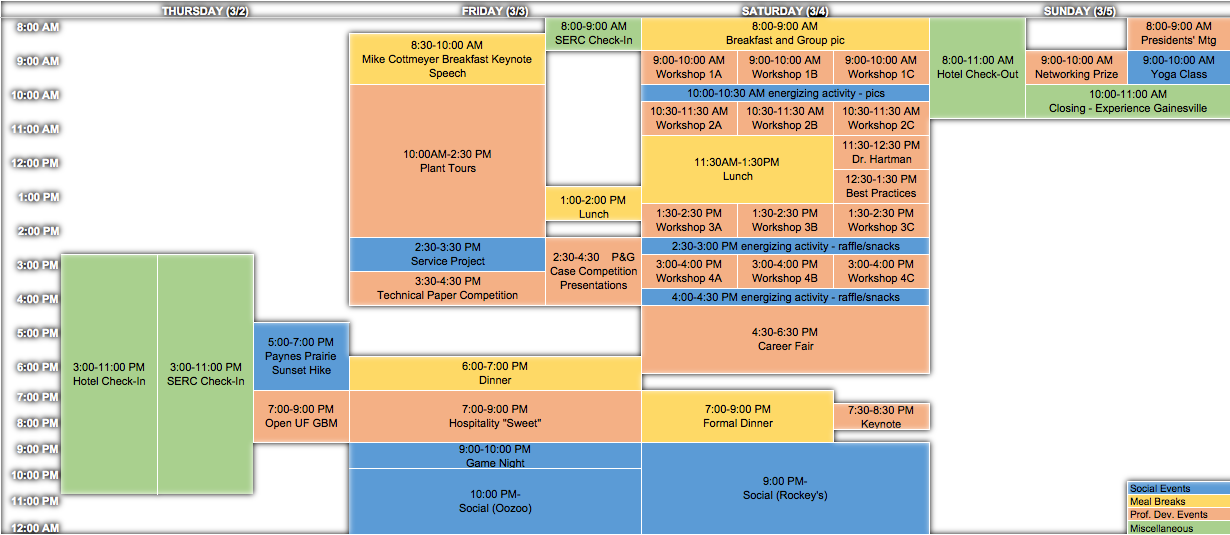 THURSDAY (3/2)
FRIDAY (3/3)
SATURDAY (3/4)
SUNDAY (3/5)
8:00 AM
9:00 AM
10:00 AM
11:00 AM
12:00 PM
1:00 PM
2:00 PM
3:00 PM
4:00 PM
5:00 PM
6:00 PM
7:00 PM
8:00 PM
9:00 PM
10:00 PM
11:00 PM
12:00 AM
3:00-11:00 PM
Hotel Check-In
3:00-11:00 PM
SERC Check-In
5:00-7:00 PM
Paynes Prairie
Sunset Hike
7:00-9:00 PM
Open UF GBM
8:30-10:00 AM
Mike Cottmeyer Breakfast Keynote
Speech
10:00AM-2:30 PM
Plant Tours
2:30-3:30 PM
Service Project
3:30-4:30 PM
Technical Paper Competition
8:00-9:00 AM
SERC Check-In
1:00-2:00 PM
Lunch
2:30-4:30 P&G
Case Competition
Presentations
6:00-7:00 PM
Dinner
7:00-9:00 PM
Hospitality "Sweet"
9:00-10:00 PM
Game Night
10:00 PM-
Social (Oozoo)
8:00-9:00 AM
Breakfast and Group pic
9:00-10:00 AM
Workshop 1A
9:00-10:00 AM
Workshop 1B
9:00-10:00 AM
Workshop 1C
10:00-10:30 AM energizing activity - pics
10:30-11:30 AM
Workshop 2A
10:30-11:30 AM
Workshop 2B
10:30-11:30 AM
Workshop 2C
11:30AM-1:30PM
Lunch
11:30-12:30 PM
Dr. Hartman
12:30-1:30 PM
Best Practices
1:30-2:30 PM
Workshop 3A
1:30-2:30 PM
Workshop 3B
1:30-2:30 PM
Workshop 3C
2:30-3:00 PM energizing activity - raffle/snacks
3:00-4:00 PM
Workshop 4A
3:00-4:00 PM
Workshop 4B
3:00-4:00 PM
Workshop 4C
4:00-4:30 PM energizing activity - raffle/snacks
4:30-6:30 PM
Career Fair
7:00-9:00 PM
Formal Dinner
7:30-8:30 PM
Keynote
9:00 PM-
Social (Rockey's)
8:00-11:00 AM
Hotel Check-Out
8:00-9:00 AM
Presidents' Mtg
9:00-10:00 AM
Networking Prize
9:00-10:00 AM
Yoga Class
10:00-11:00 AM
Closing - Experience Gainesville
Social Events
Meal Breaks
Prof. Dev. Events
Miscellaneous